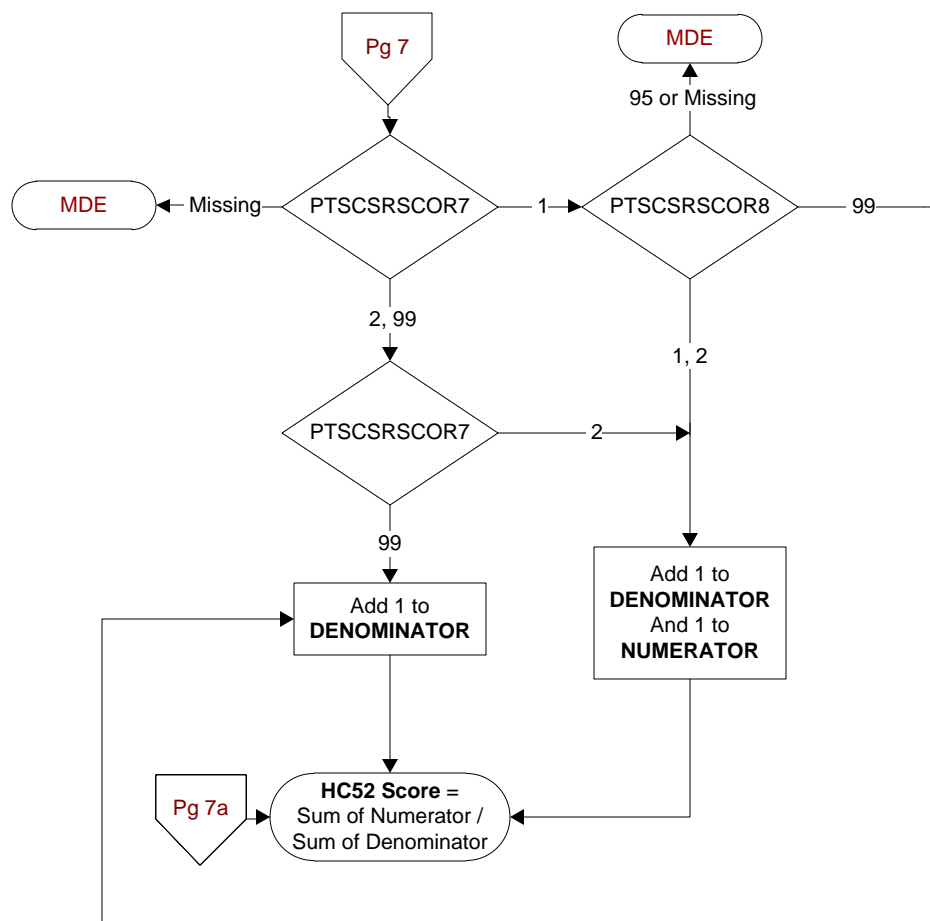 Pg 7
MDE
95 or Missing
MDE
Missing
PTSCSRSCOR7
1
PTSCSRSCOR8
99
2, 99
1, 2
PTSCSRSCOR7
2
99
Add 1 to
DENOMINATOR
Add 1 to
DENOMINATOR
And 1 to
NUMERATOR
Pg 7a
HC52 Score =
Sum of Numerator /
Sum of Denominator